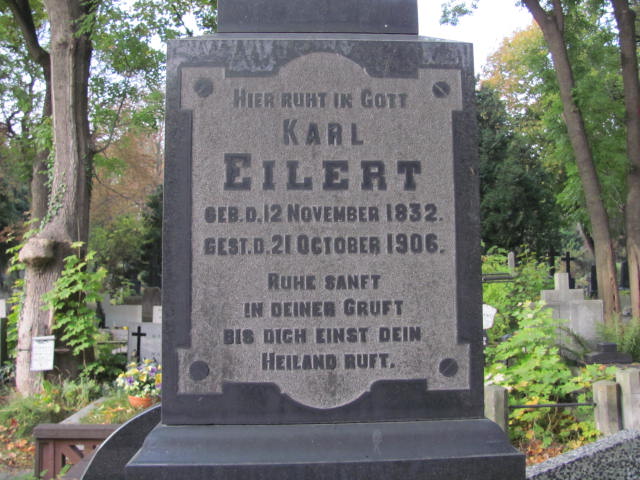 Hier ruht in Gott
Karl
Eilert
geb. d. 12 November 1832.
gest. d. 21 October 1906.
Ruhe sanft
in deiner Gruft
bis dich einst dein
Heiland ruft.